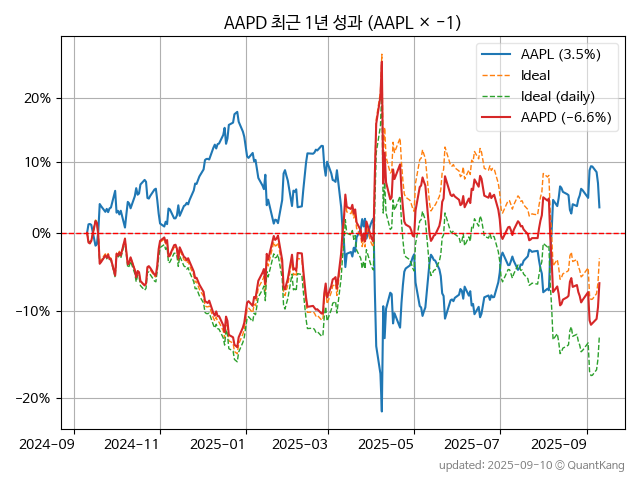 AAPD 최근 1년 성과 (AAPL × −1)
AAPL (3.5%)
Ideal
Ideal (daily)
AAPD (−6.6%)
20%
10%
0%
−10%
−20%
2024-09
2024-11
2025-01
2025-03
2025-05
2025-07
2025-09
updated: 2025-09-10 © QuantKang